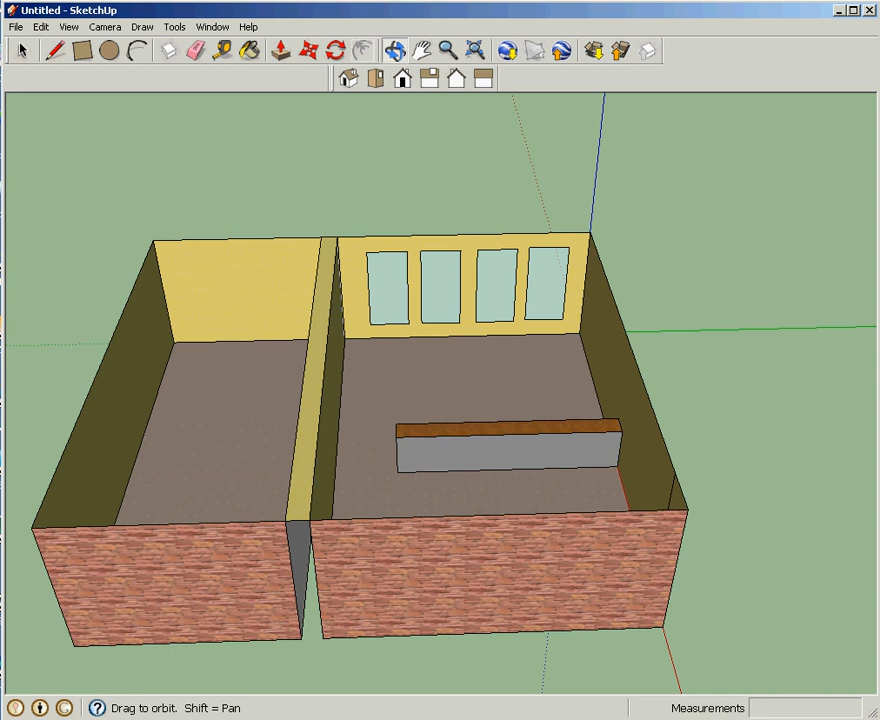 Untitled - SketchUp
File Edit View Camera Draw Tools Window Help
Drag to orbit. Shift = Pan
Measurements